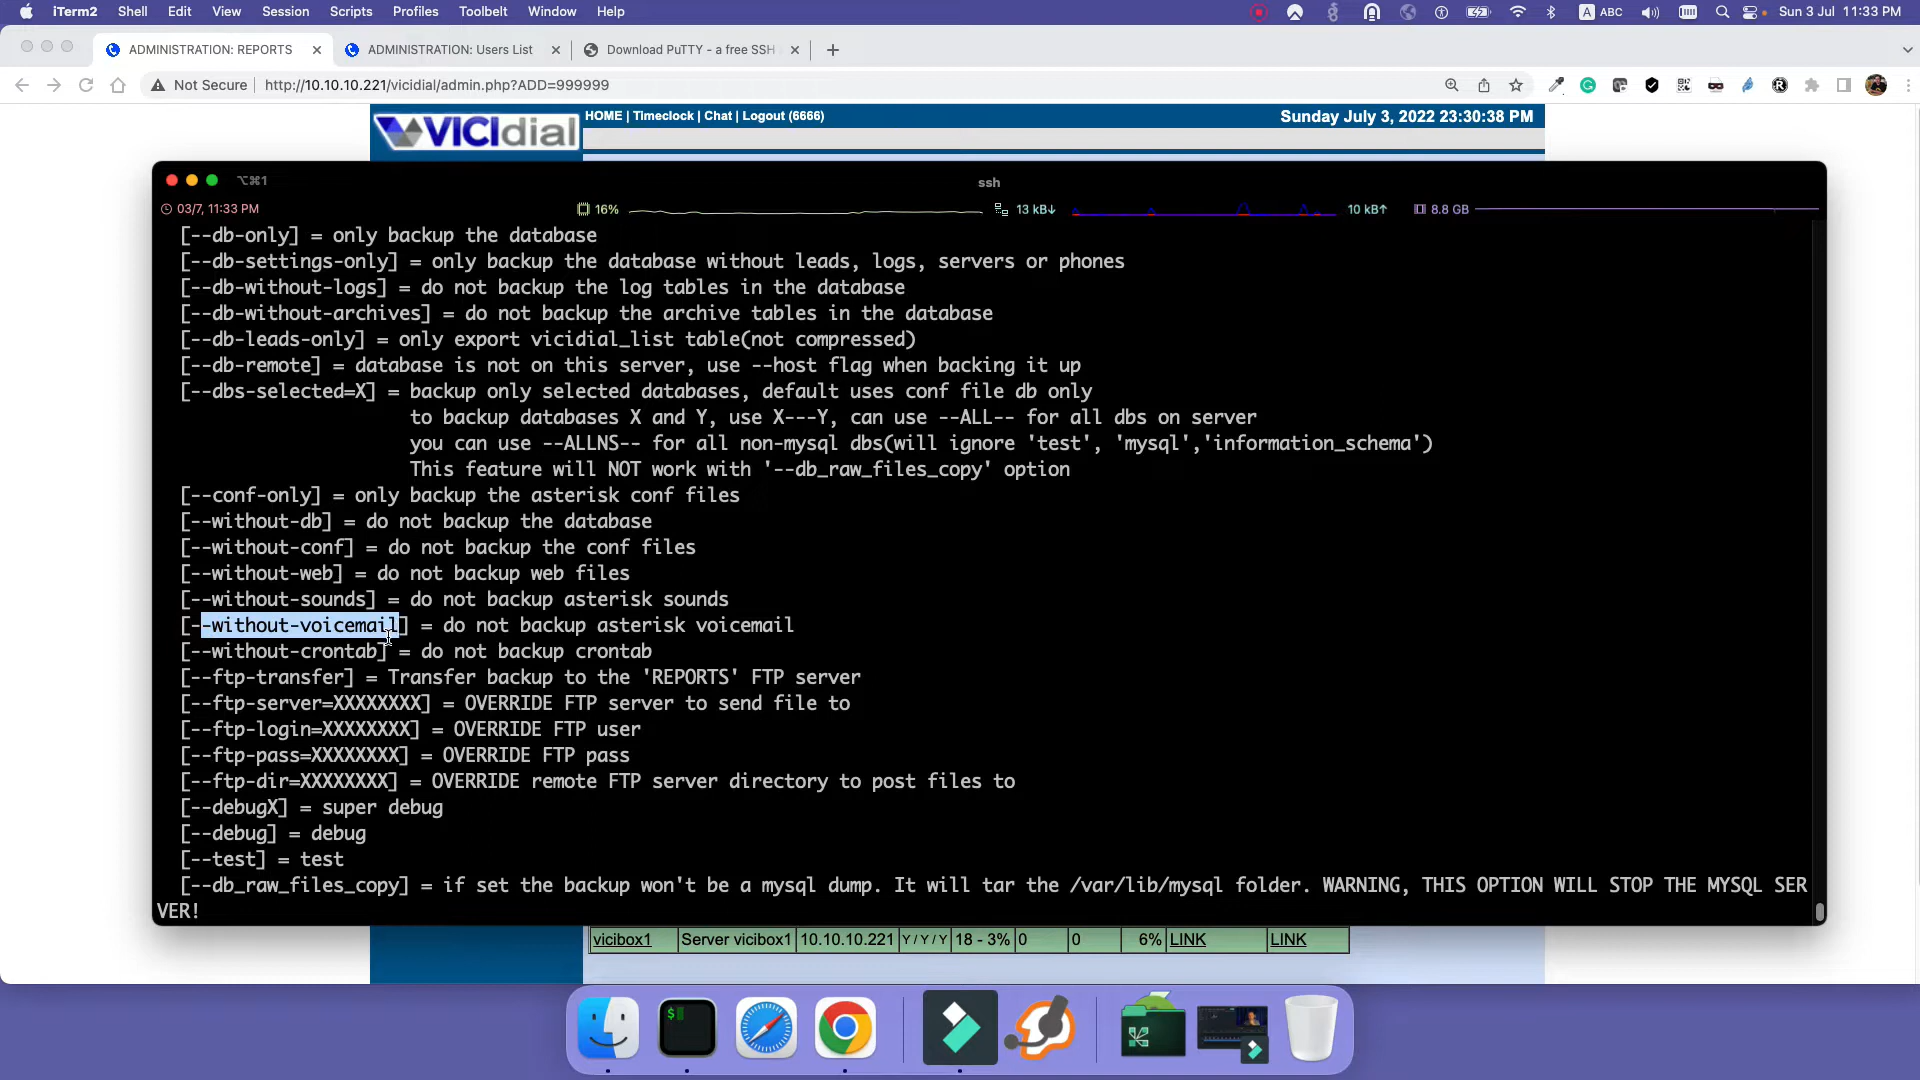 iTerm2 Shell Edit View Session Scripts Profiles Toolbelt Window Help A ABC Sun 3 Jul 11:33 PM
ADMINISTRATION: REPORTS ADMINISTRATION: Users List Download PuTTY - a free SSH
Not Secure http://10.10.10.221/vicidial/admin.php?ADD=999999
VICIdial HOME | Timeclock | Chat | Logout (6666) Sunday July 3, 2022 23:30:38 PM
⌥⌘1 ssh
03/7, 11:33 PM 16% 13 kB↓ 10 kB↑ 8.8 GB
[--db-only] = only backup the database
[--db-settings-only] = only backup the database without leads, logs, servers or phones
[--db-without-logs] = do not backup the log tables in the database
[--db-without-archives] = do not backup the archive tables in the database
[--db-leads-only] = only export vicidial_list table(not compressed)
[--db-remote] = database is not on this server, use --host flag when backing it up
[--dbs-selected=X] = backup only selected databases, default uses conf file db only
to backup databases X and Y, use X---Y, can use --ALL-- for all dbs on server
you can use --ALLNS-- for all non-mysql dbs(will ignore 'test', 'mysql','information_schema')
This feature will NOT work with '--db_raw_files_copy' option
[--conf-only] = only backup the asterisk conf files
[--without-db] = do not backup the database
[--without-conf] = do not backup the conf files
[--without-web] = do not backup web files
[--without-sounds] = do not backup asterisk sounds
[--without-voicemail] = do not backup asterisk voicemail
[--without-crontab] = do not backup crontab
[--ftp-transfer] = Transfer backup to the 'REPORTS' FTP server
[--ftp-server=XXXXXXXX] = OVERRIDE FTP server to send file to
[--ftp-login=XXXXXXXX] = OVERRIDE FTP user
[--ftp-pass=XXXXXXXX] = OVERRIDE FTP pass
[--ftp-dir=XXXXXXXX] = OVERRIDE remote FTP server directory to post files to
[--debugX] = super debug
[--debug] = debug
[--test] = test
[--db_raw_files_copy] = if set the backup won't be a mysql dump. It will tar the /var/lib/mysql folder. WARNING, THIS OPTION WILL STOP THE MYSQL SER
VER!
vicibox1 Server vicibox1 10.10.10.221 Y / Y / Y 18 - 3% 0 0 6% LINK LINK